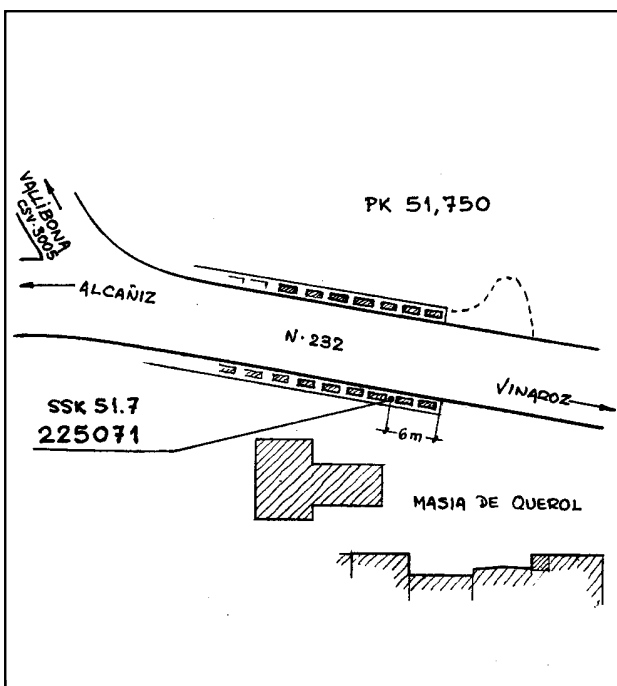 VALLIBONA
CSV-3005
PK 51,750
ALCAÑIZ
N-232
VINAROZ
SSK 51.7
225071
6m
MASIA DE QUEROL